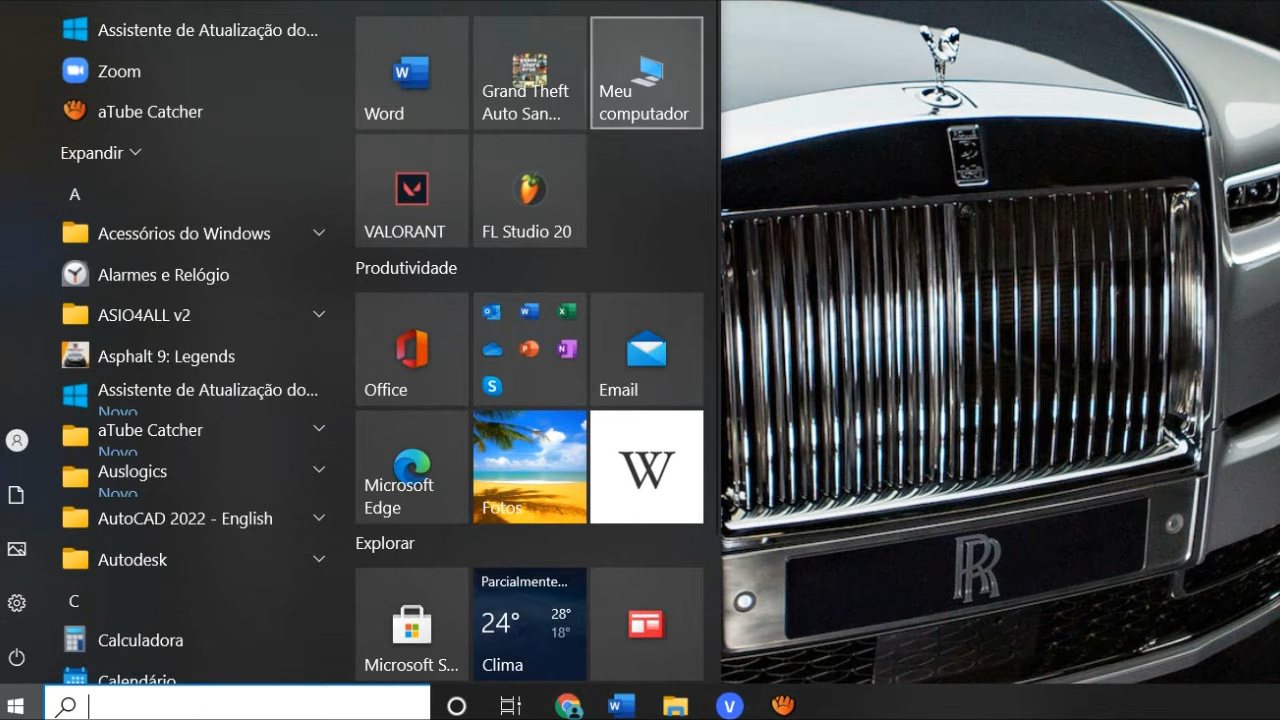 Assistente de Atualização do...
Zoom
aTube Catcher
Expandir
A
Acessórios do Windows
Alarmes e Relógio
ASIO4ALL v2
Asphalt 9: Legends
Assistente de Atualização do...
Novo
aTube Catcher
Novo
Auslogics
Novo
AutoCAD 2022 - English
Autodesk
C
Calculadora
Calendário
Word
Grand Theft
Auto San...
Meu
computador
VALORANT
FL Studio 20
Produtividade
Office
Email
Microsoft
Edge
Fotos
W
Explorar
Microsoft S...
Parcialmente...
24°
28°
18°
Clima
RR